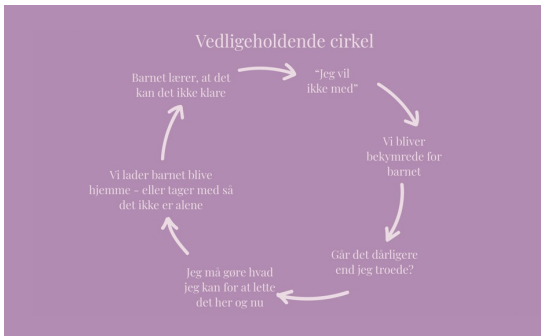 Vedligeholdende cirkel
“Jeg vil
ikke med”
Vi bliver
bekymrede for
barnet
Går det dårligere
end jeg troede?
Jeg må gøre hvad
jeg kan for at lette
det her og nu
Vi lader barnet blive
hjemme - eller tager med så
det ikke er alene
Barnet lærer, at det
kan det ikke klare